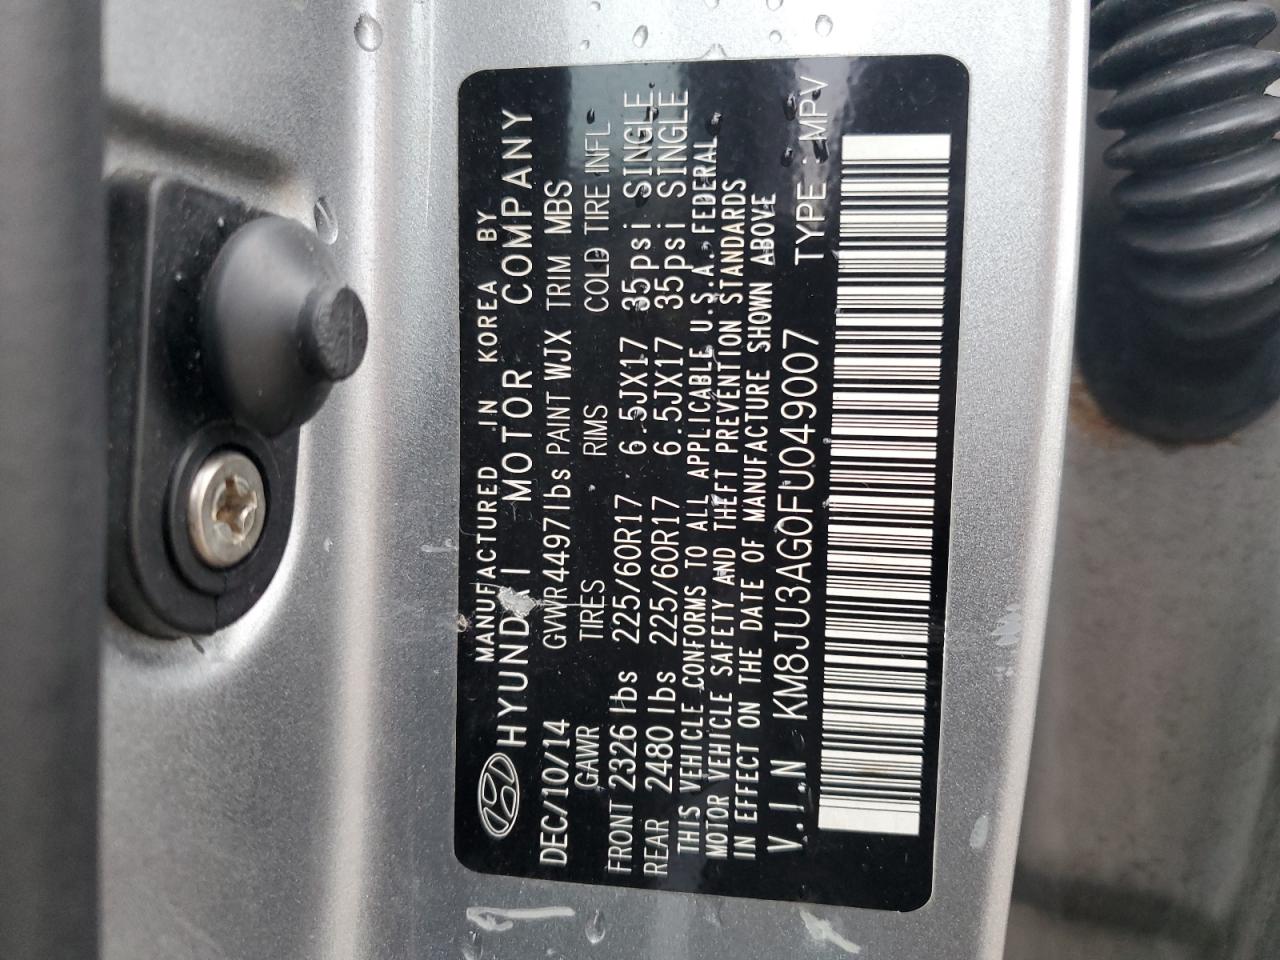 MANUFACTURED IN KOREA BY
HYUNDAI MOTOR COMPANY
DEC/10/14 GVWR 4497lbs PAINT WJX TRIM MBS
GAWR TIRES RIMS COLD TIRE INFL
FRONT 2326 lbs 225/60R17 6.5JX17 35psi SINGLE
REAR 2480 lbs 225/60R17 6.5JX17 35psi SINGLE
THIS VEHICLE CONFORMS TO ALL APPLICABLE U.S.A. FEDERAL
MOTOR VEHICLE SAFETY AND THEFT PREVENTION STANDARDS
IN EFFECT ON THE DATE OF MANUFACTURE SHOWN ABOVE
V.I.N KM8JU3AG0FU049007 TYPE : MPV